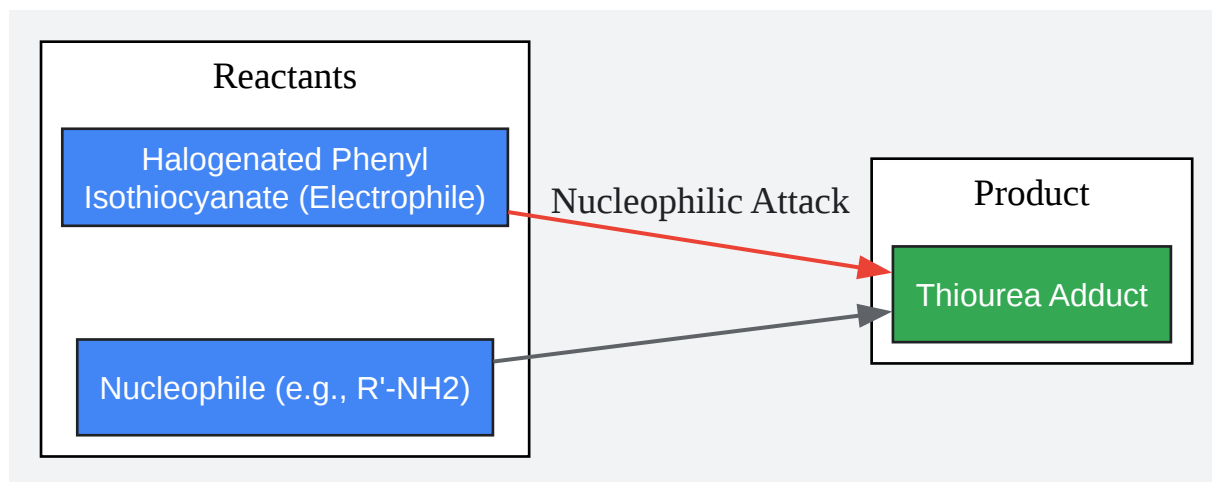 Reactants
Halogenated Phenyl
Isothiocyanate (Electrophile)
Nucleophilic Attack
Product
Thiourea Adduct
Nucleophile (e.g., R'-NH2)